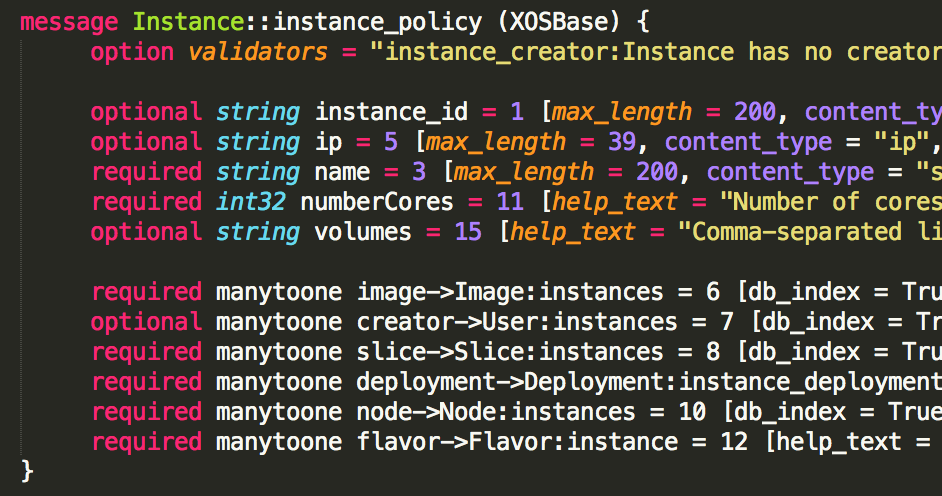 message Instance::instance_policy (XOSBase) {
option validators = "instance_creator:Instance has no creator
optional string instance_id = 1 [max_length = 200, content_ty
optional string ip = 5 [max_length = 39, content_type = "ip",
required string name = 3 [max_length = 200, content_type = "s
required int32 numberCores = 11 [help_text = "Number of cores
optional string volumes = 15 [help_text = "Comma-separated li
required manytoone image->Image:instances = 6 [db_index = Tru
optional manytoone creator->User:instances = 7 [db_index = Tr
required manytoone slice->Slice:instances = 8 [db_index = Tru
required manytoone deployment->Deployment:instance_deployment
required manytoone node->Node:instances = 10 [db_index = True
required manytoone flavor->Flavor:instance = 12 [help_text =
}